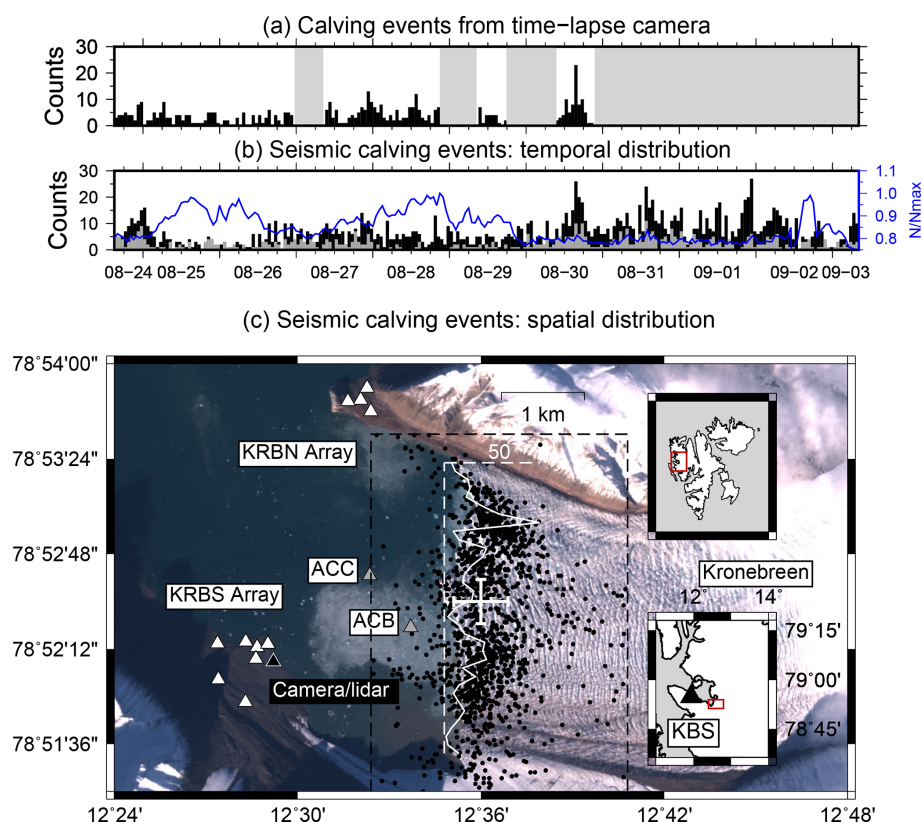 (a) Calving events from time−lapse camera
30
20
10
0
Counts
(b) Seismic calving events: temporal distribution
30
20
10
0
Counts
1.1
1.0
0.9
0.8
N/Nmax
08−24 08−25 08−26 08−27 08−28 08−29 08−30 08−31 09−01 09−02 09−03
(c) Seismic calving events: spatial distribution
78°54'00"
78°53'24"
78°52'48"
78°52'12"
78°51'36"
1 km
KRBN Array
50
ACC
Kronebreen
KRBS Array
ACB
Camera/lidar
12° 14°
79°15'
79°00'
78°45'
KBS
12°24' 12°30' 12°36' 12°42' 12°48'